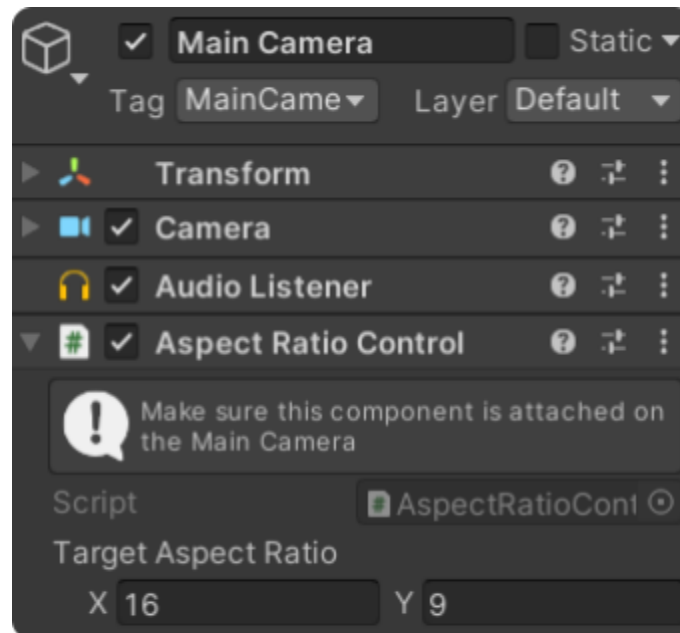 Main Camera Static
Tag MainCame Layer Default
Transform
Camera
Audio Listener
# Aspect Ratio Control
Make sure this component is attached on
the Main Camera
Script # AspectRatioCont
Target Aspect Ratio
X 16 Y 9